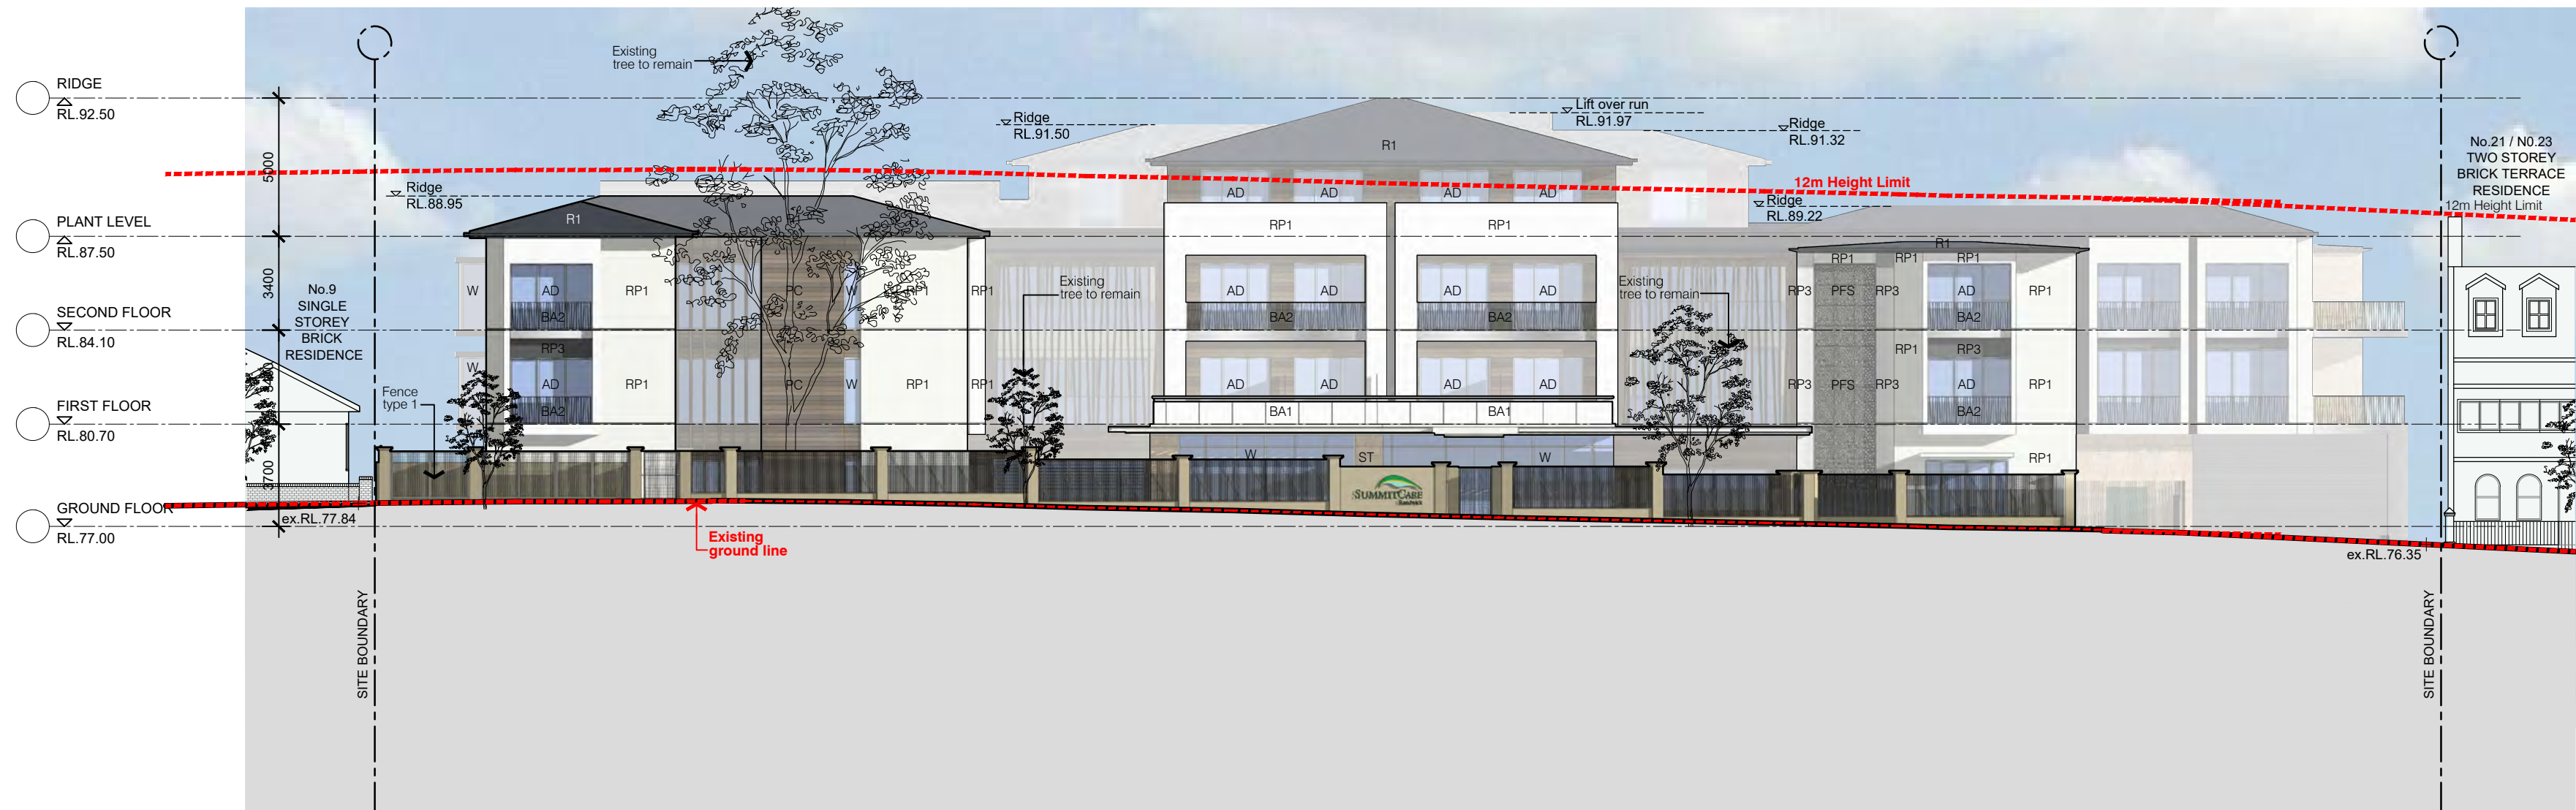 RIDGE
RL.92.50
PLANT LEVEL
RL.87.50
SECOND FLOOR
RL.84.10
FIRST FLOOR
RL.80.70
GROUND FLOOR
RL.77.00
5000
3400
3400
3700
No.9
SINGLE
STOREY
BRICK
RESIDENCE
ex.RL.77.84
SITE BOUNDARY
Fence
type 1
Existing
tree to remain
Ridge
RL.88.95
R1
W
AD
RP1
PC
W
RP1
RP1
BA2
RP3
W
AD
RP1
PC
W
RP1
RP1
BA2
Existing
ground line
Ridge
RL.91.50
Existing
tree to remain
R1
AD
AD
AD
AD
RP1
RP1
AD
AD
AD
AD
BA2
BA2
AD
AD
AD
AD
BA1
BA1
W
ST
W
SUMMITCARE
Lift over run
RL.91.97
Ridge
RL.91.32
12m Height Limit
Ridge
RL.89.22
Existing
tree to remain
R1
RP1
RP1
RP1
RP3
PFS
RP3
AD
RP1
BA2
RP1
RP3
RP3
PFS
RP3
AD
RP1
BA2
RP1
No.21 / N0.23
TWO STOREY
BRICK TERRACE
RESIDENCE
12m Height Limit
ex.RL.76.35
SITE BOUNDARY